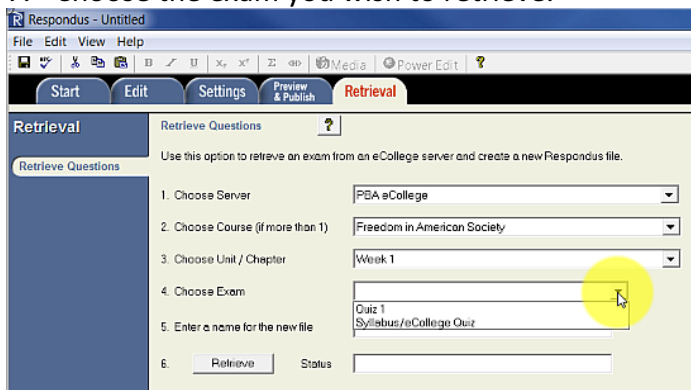 Respondus - Untitled
File Edit View Help
B I U X₂ X² Σ Media Power Edit ?
Start Edit Settings Preview & Publish Retrieval
Retrieval
Retrieve Questions ?
Retrieve Questions
Use this option to retrieve an exam from an eCollege server and create a new Respondus file.
1. Choose Server PBA eCollege
2. Choose Course (if more than 1) Freedom in American Society
3. Choose Unit / Chapter Week 1
4. Choose Exam
Quiz 1
Syllabus/eCollege Quiz
5. Enter a name for the new file
6. Retrieve Status